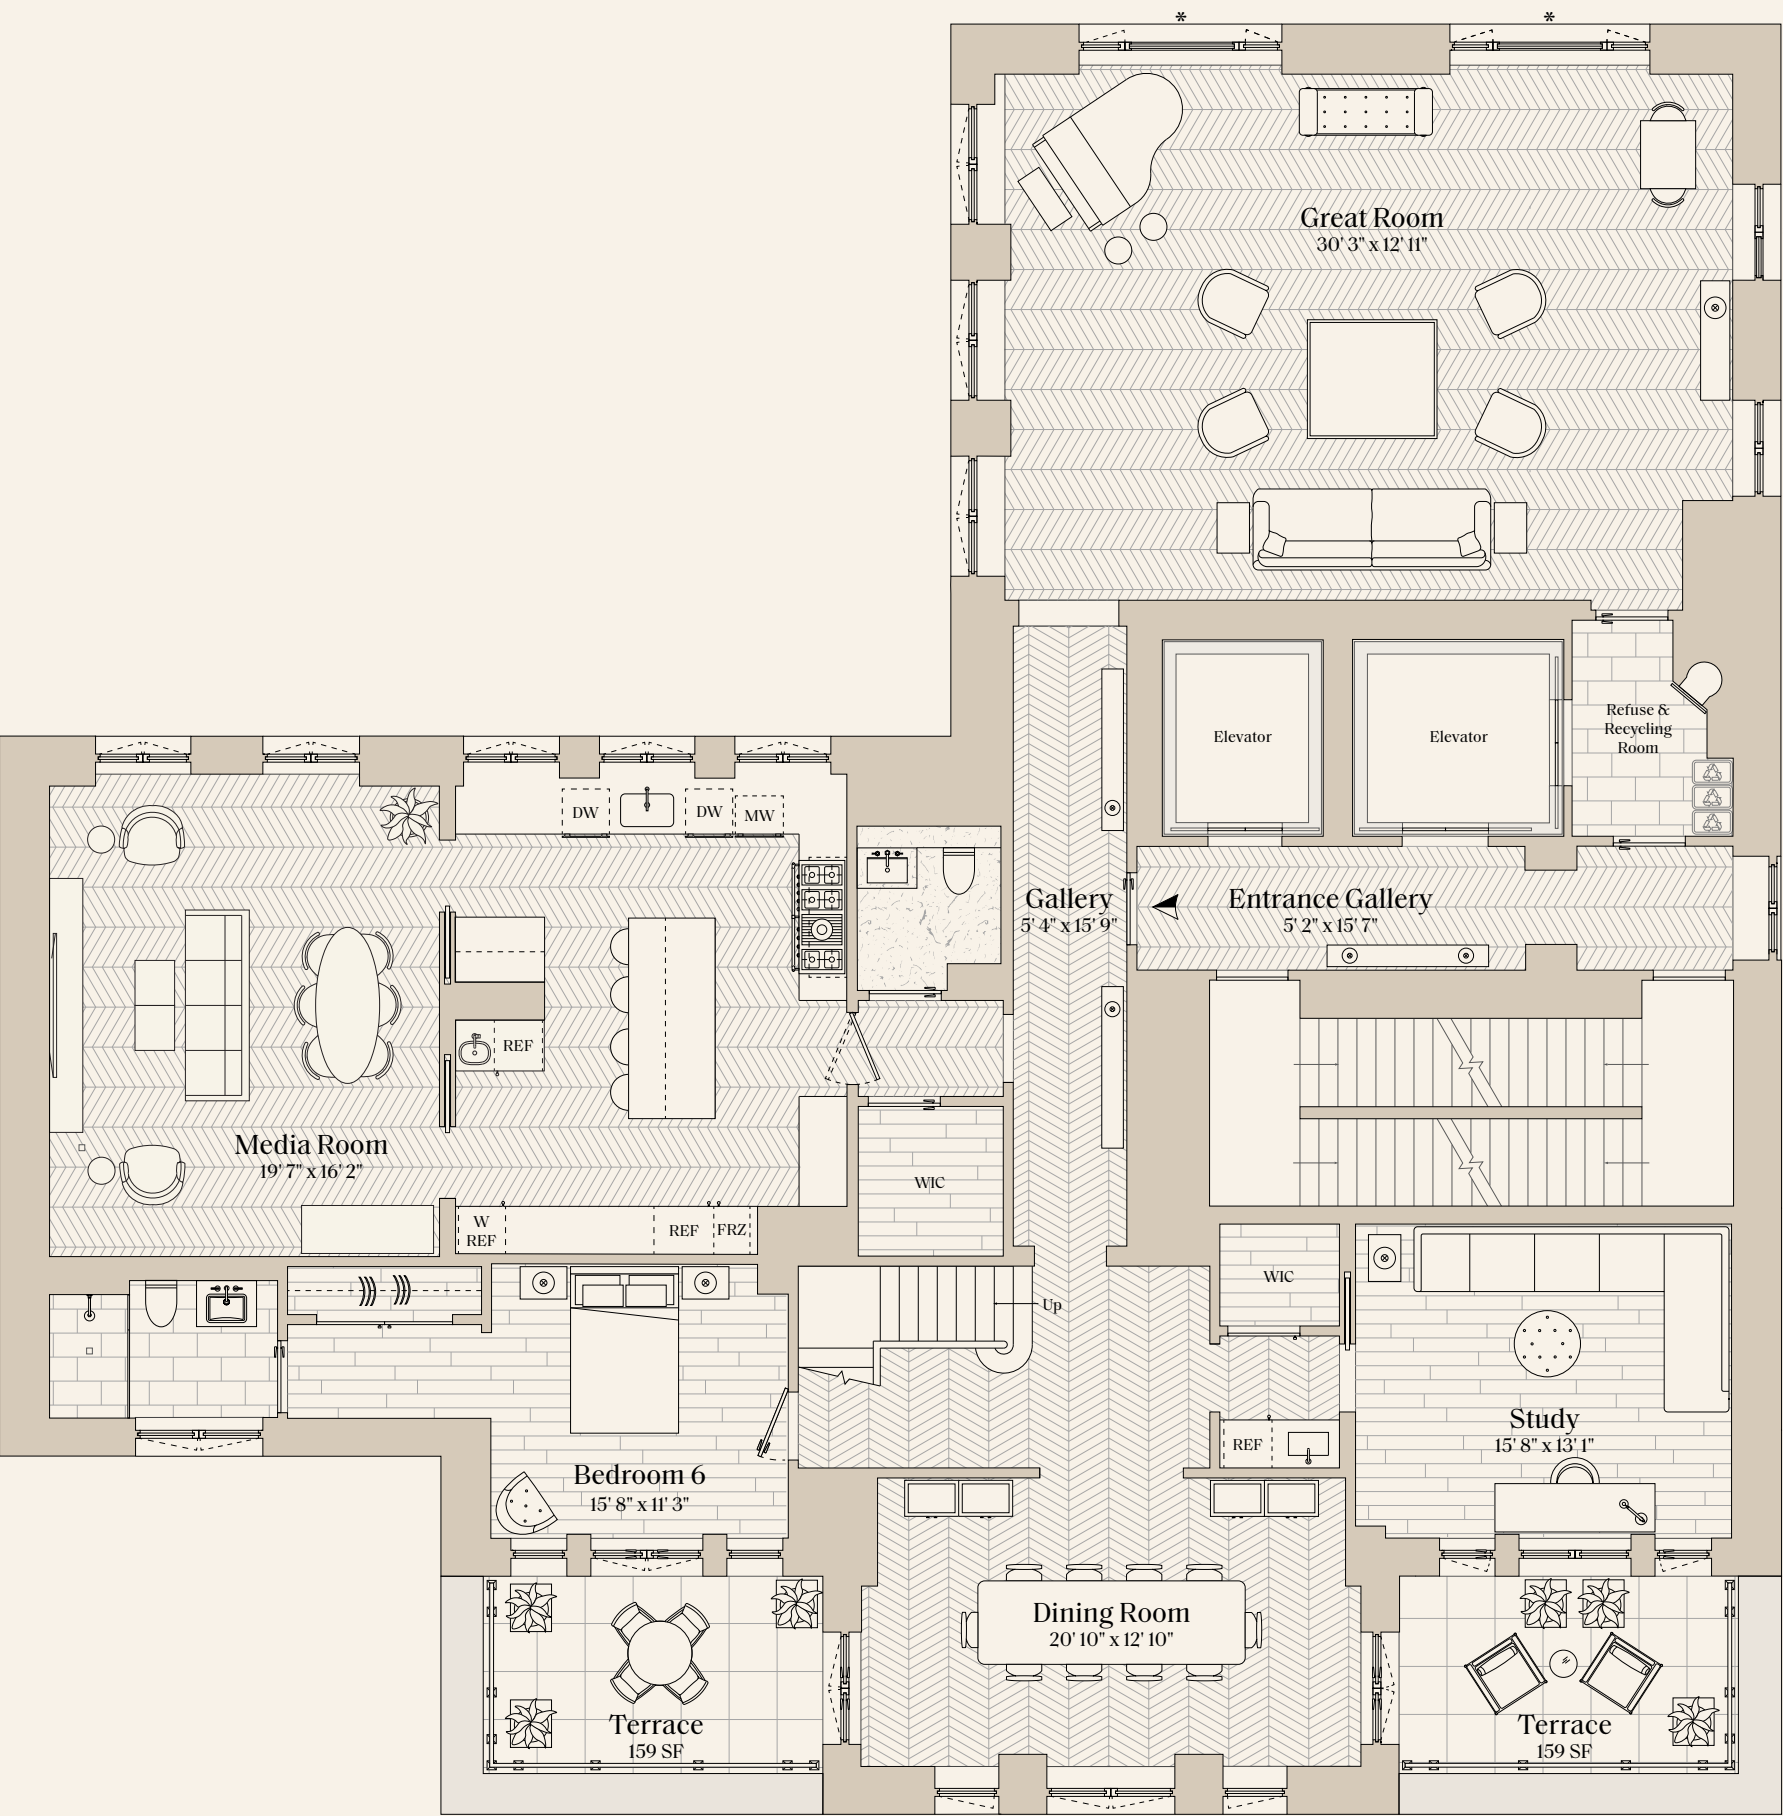 *
*
Great Room
30' 3" x 12' 11"
Elevator
Elevator
Refuse &
Recycling
Room
DW
DW
MW
Gallery
5' 4" x 15' 9"
Entrance Gallery
5' 2" x 15' 7"
REF
Media Room
19' 7" x 16' 2"
WIC
W
REF
REF
FRZ
WIC
Up
Study
15' 8" x 13' 1"
REF
Bedroom 6
15' 8" x 11' 3"
Dining Room
20' 10" x 12' 10"
Terrace
159 SF
Terrace
159 SF